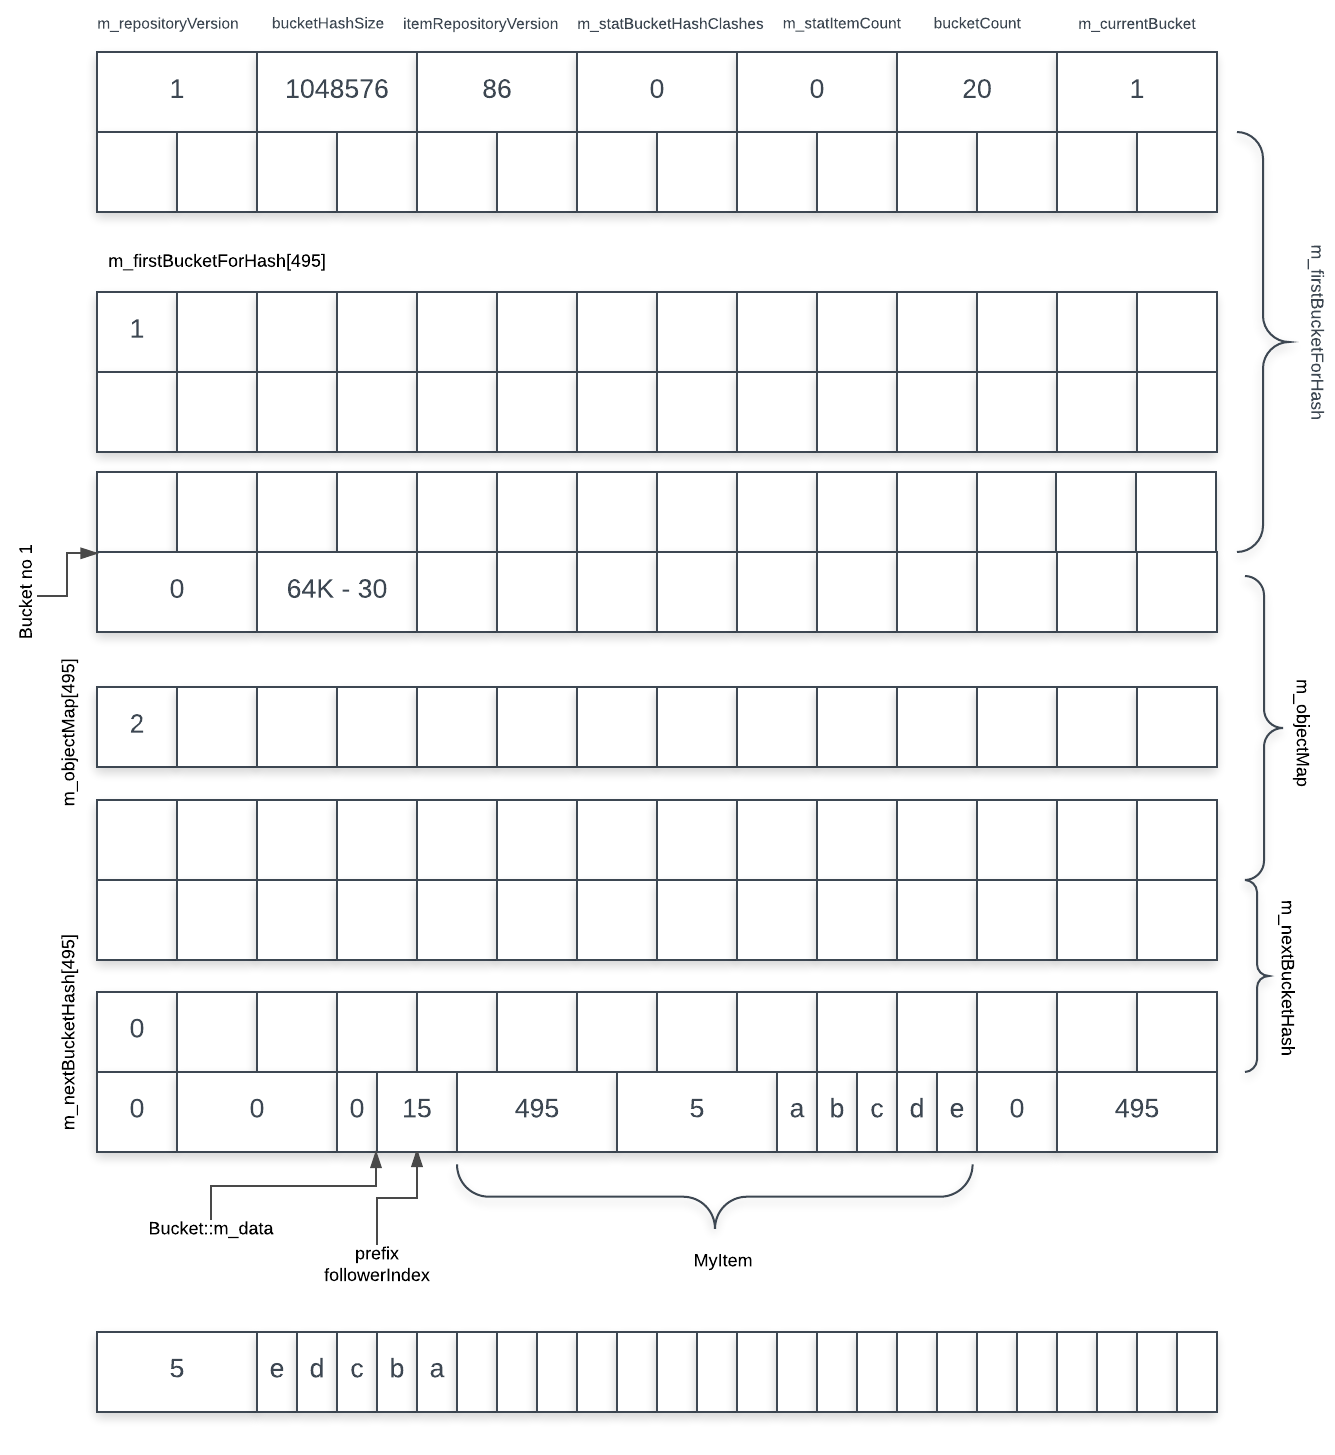 m_repositoryVersion bucketHashSize itemRepositoryVersion m_statBucketHashClashes m_statItemCount bucketCount m_currentBucket
1 1048576 86 0 0 20 1
m_firstBucketForHash[495]
m_firstBucketForHash
1
Bucket no 1
0 64K - 30
m_objectMap[495]
2
m_objectMap
m_nextBucketHash[495]
m_nextBucketHash
0
0 0 0 15 495 5 a b c d e 0 495
Bucket::m_data
prefix
followerIndex
MyItem
5 e d c b a